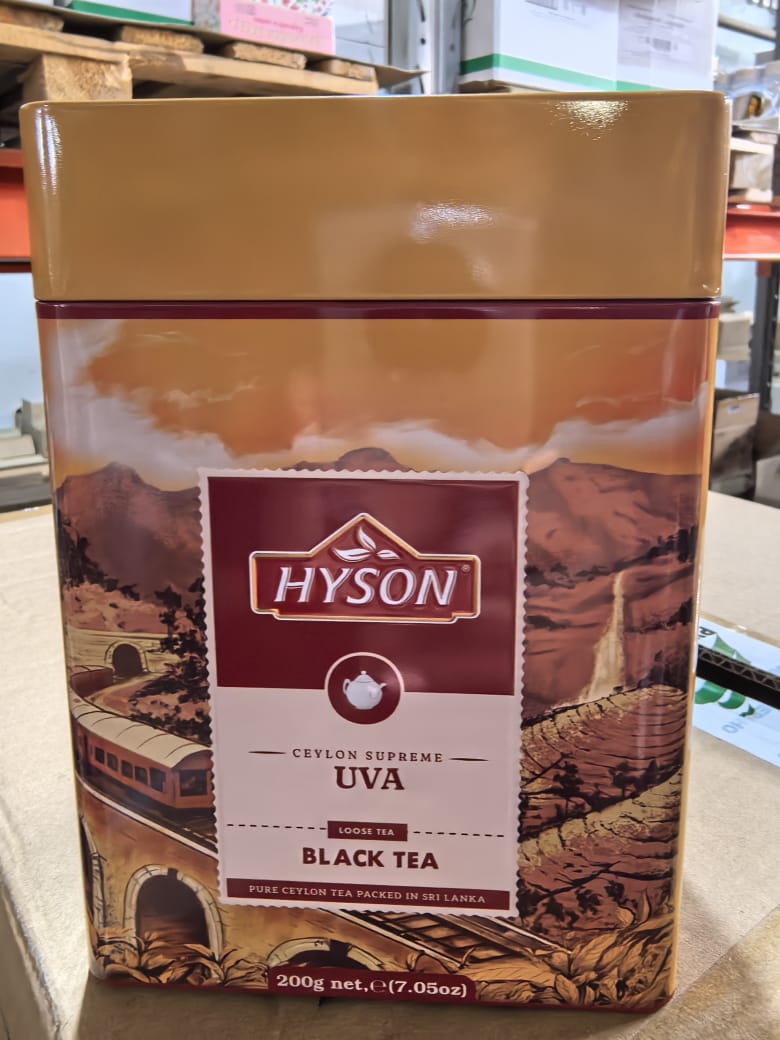 HYSON®
CEYLON SUPREME
UVA
LOOSE TEA
BLACK TEA
PURE CEYLON TEA PACKED IN SRI LANKA
200g net,℮(7.05oz)